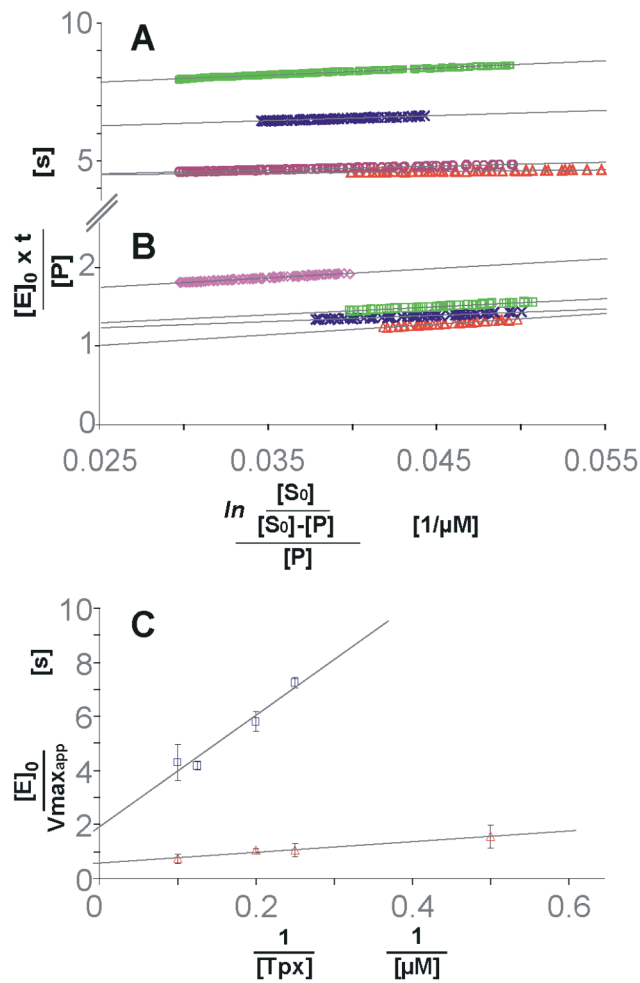 10
A
[s]
5
B
[E]0 x t
[P]
2
1
0
0.025 0.035 0.045 0.055
ln [S0]
[S0]-[P]
[P]
[1/µM]
10
C
[s]
8
6
[E]0
Vmaxapp
4
2
0
0 0.2 0.4 0.6
1 1
[Tpx] [µM]